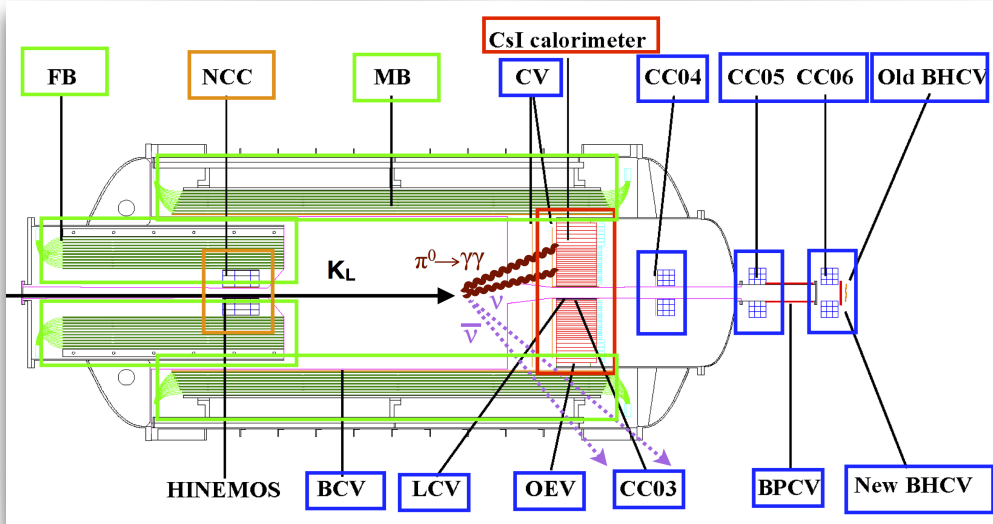 CsI calorimeter
FB
NCC
MB
CV
CC04
CC05 CC06
Old BHCV
K_L
π⁰→γγ
ν
ν̅
HINEMOS
BCV
LCV
OEV
CC03
BPCV
New BHCV